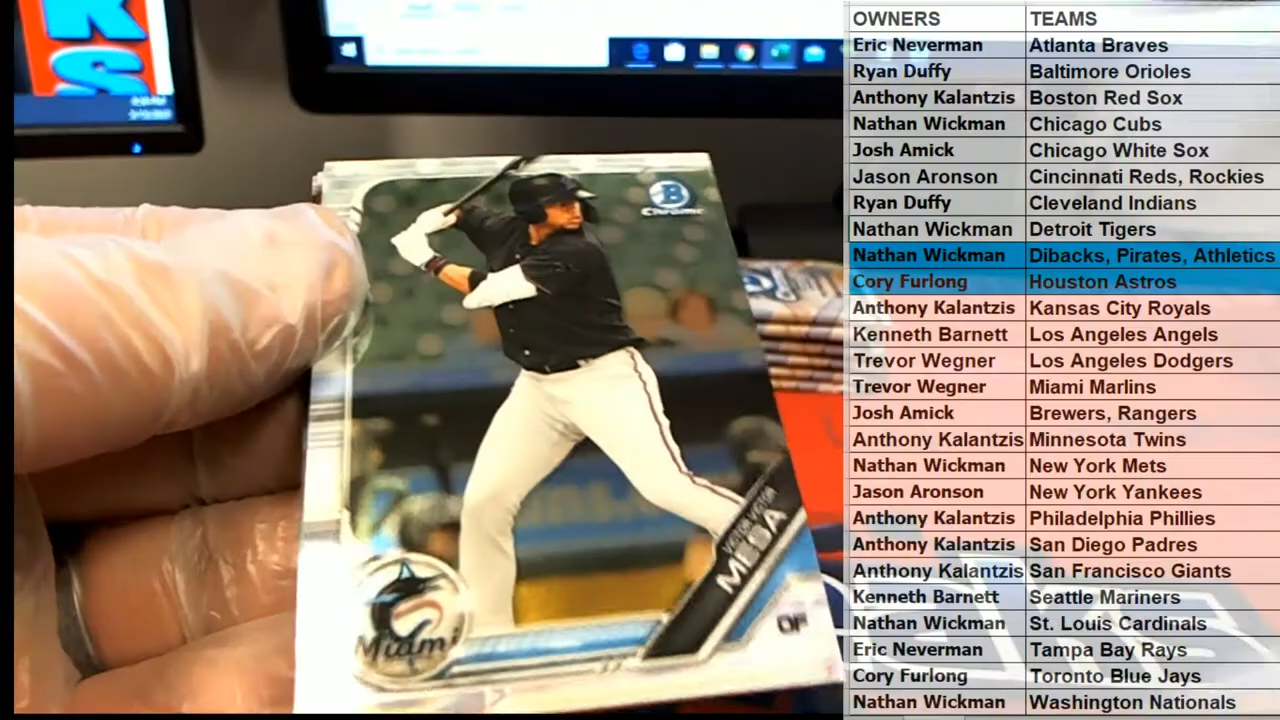 KS
B
Chrome
VICTOR VICTOR
MESA
OF
Miami
OWNERS TEAMS
Eric Neverman Atlanta Braves
Ryan Duffy Baltimore Orioles
Anthony Kalantzis Boston Red Sox
Nathan Wickman Chicago Cubs
Josh Amick Chicago White Sox
Jason Aronson Cincinnati Reds, Rockies
Ryan Duffy Cleveland Indians
Nathan Wickman Detroit Tigers
Nathan Wickman Dibacks, Pirates, Athletics
Cory Furlong Houston Astros
Anthony Kalantzis Kansas City Royals
Kenneth Barnett Los Angeles Angels
Trevor Wegner Los Angeles Dodgers
Trevor Wegner Miami Marlins
Josh Amick Brewers, Rangers
Anthony Kalantzis Minnesota Twins
Nathan Wickman New York Mets
Jason Aronson New York Yankees
Anthony Kalantzis Philadelphia Phillies
Anthony Kalantzis San Diego Padres
Anthony Kalantzis San Francisco Giants
Kenneth Barnett Seattle Mariners
Nathan Wickman St. Louis Cardinals
Eric Neverman Tampa Bay Rays
Cory Furlong Toronto Blue Jays
Nathan Wickman Washington Nationals